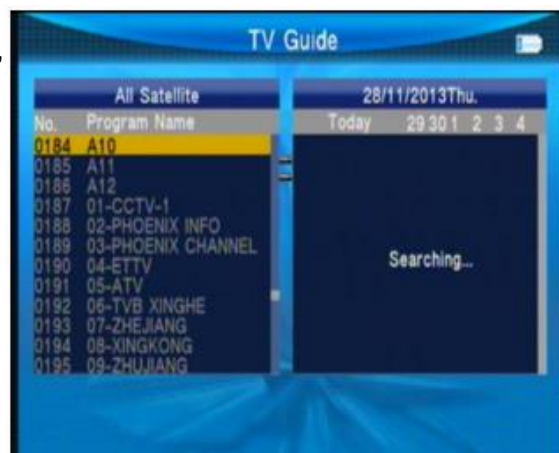 TV Guide
All Satellite
28/11/2013Thu.
No. Program Name
Today 29 30 1 2 3 4
0184 A10
0185 A11
0186 A12
0187 01-CCTV-1
0188 02-PHOENIX INFO
0189 03-PHOENIX CHANNEL
0190 04-ETTV
0191 05-ATV
0192 06-TVB XINGHE
0193 07-ZHEJIANG
0194 08-XINGKONG
0195 09-ZHUJIANG
Searching...